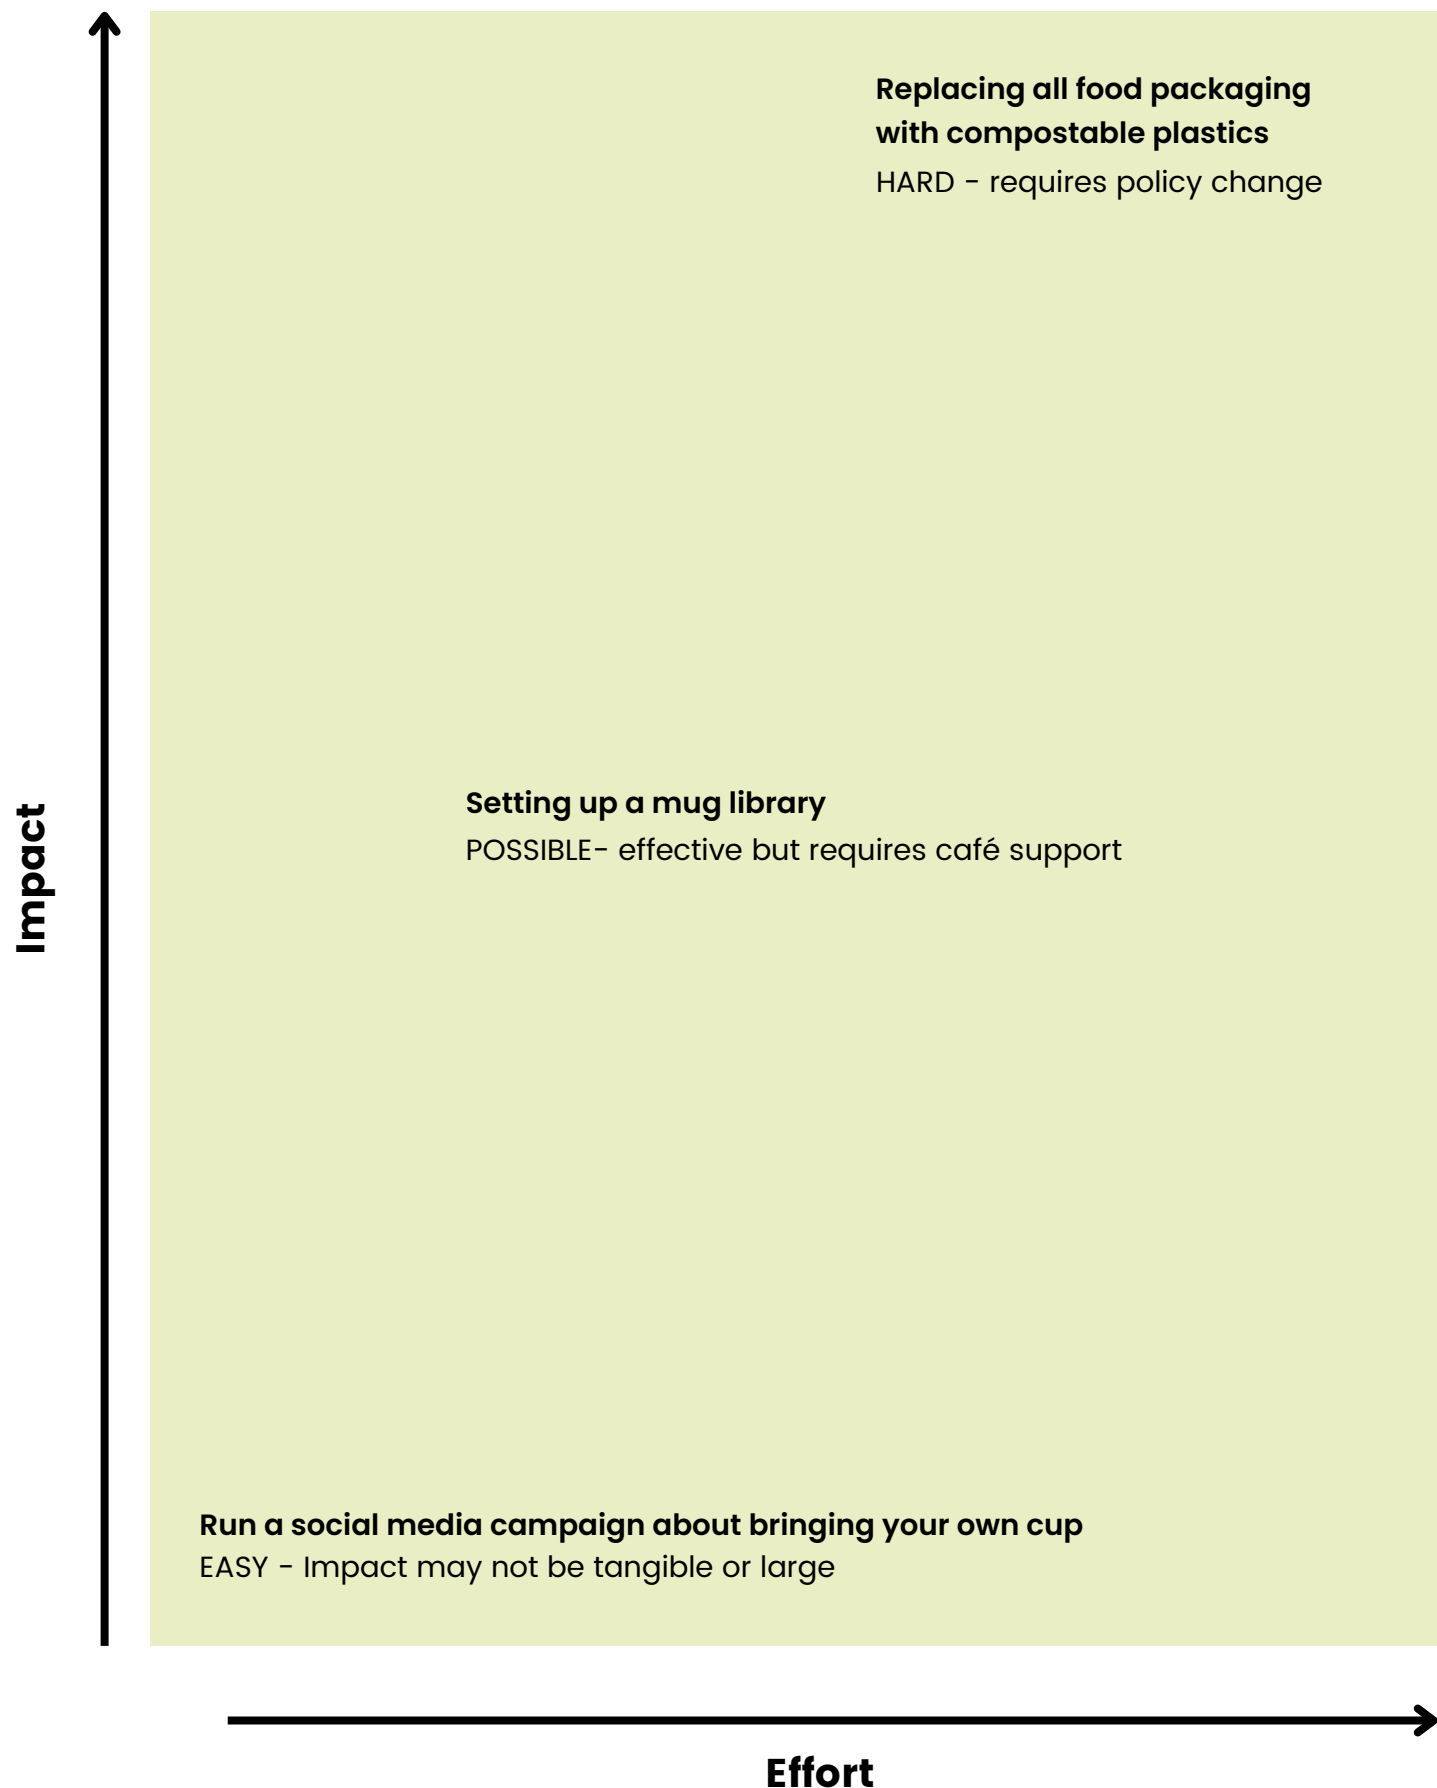 Replacing all food packaging
with compostable plastics
HARD - requires policy change
Impact
Setting up a mug library
POSSIBLE- effective but requires café support
Run a social media campaign about bringing your own cup
EASY - Impact may not be tangible or large
Effort